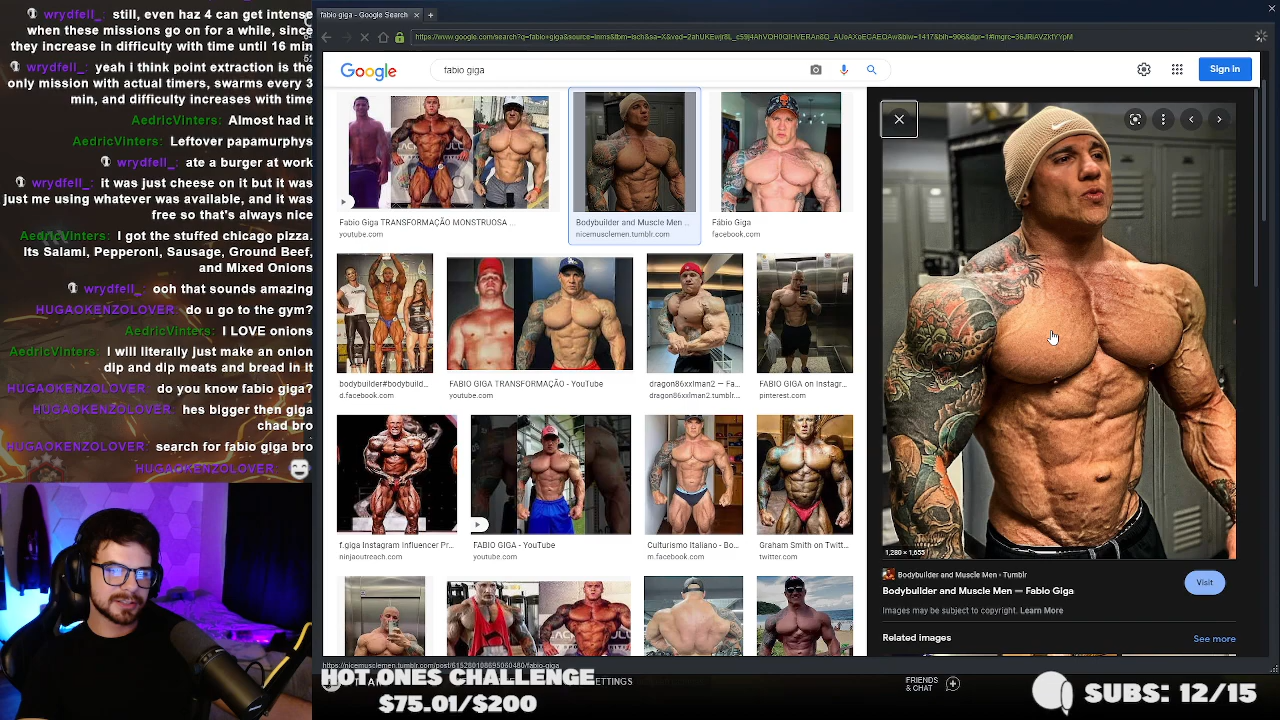 wrydfell_: still, even haz 4 can get intense
when these missions go on for a while, since
they increase in difficulty with time until 16 min
wrydfell_: yeah i think point extraction is the
only mission with actual timers, swarms every 3
min, and difficulty increases with time
AedricVinters: Almost had it
AedricVinters: Leftover papamurphys
wrydfell_: ate a burger at work
wrydfell_: it was just cheese on it but it was
just me using whatever was available, and it was
free so that's always nice
AedricVinters: I got the stuffed chicago pizza.
Its Salami, Pepperoni, Sausage, Ground Beef,
and Mixed Onions
wrydfell_: ooh that sounds amazing
HUGAOKENZOLOVER: do u go to the gym?
AedricVinters: I LOVE onions
AedricVinters: I will literally just make an onion
dip and dip meats and bread in it
HUGAOKENZOLOVER: do you know fabio giga?
HUGAOKENZOLOVER: hes bigger then giga
chad bro
HUGAOKENZOLOVER: search for fabio giga bro
HUGAOKENZOLOVER:
fabio giga - Google Search
Google
fabio giga
Sign in
Fabio Giga TRANSFORMAÇÃO MONSTRUOSA ...
youtube.com
Bodybuilder and Muscle Men ...
nicemusclemen.tumblr.com
Fábio Giga
facebook.com
bodybuilder#bodybuild...
d.facebook.com
FABIO GIGA TRANSFORMAÇÃO - YouTube
youtube.com
dragon86xxlman2 — Fa...
dragon86xxlman2.tumblr...
FABIO GIGA on Instagr...
pinterest.com
f.giga Instagram Influencer Pr...
ninjaoutreach.com
FABIO GIGA - YouTube
youtube.com
Culturismo Italiano - Bo...
m.facebook.com
Graham Smith on Twitt...
twitter.com
Bodybuilder and Muscle Men - Tumblr
Bodybuilder and Muscle Men — Fabio Giga
Visit
Images may be subject to copyright. Learn More
Related images
See more
HOT ONES CHALLENGE
$75.01/$200
FRIENDS
& CHAT
SUBS: 12/15